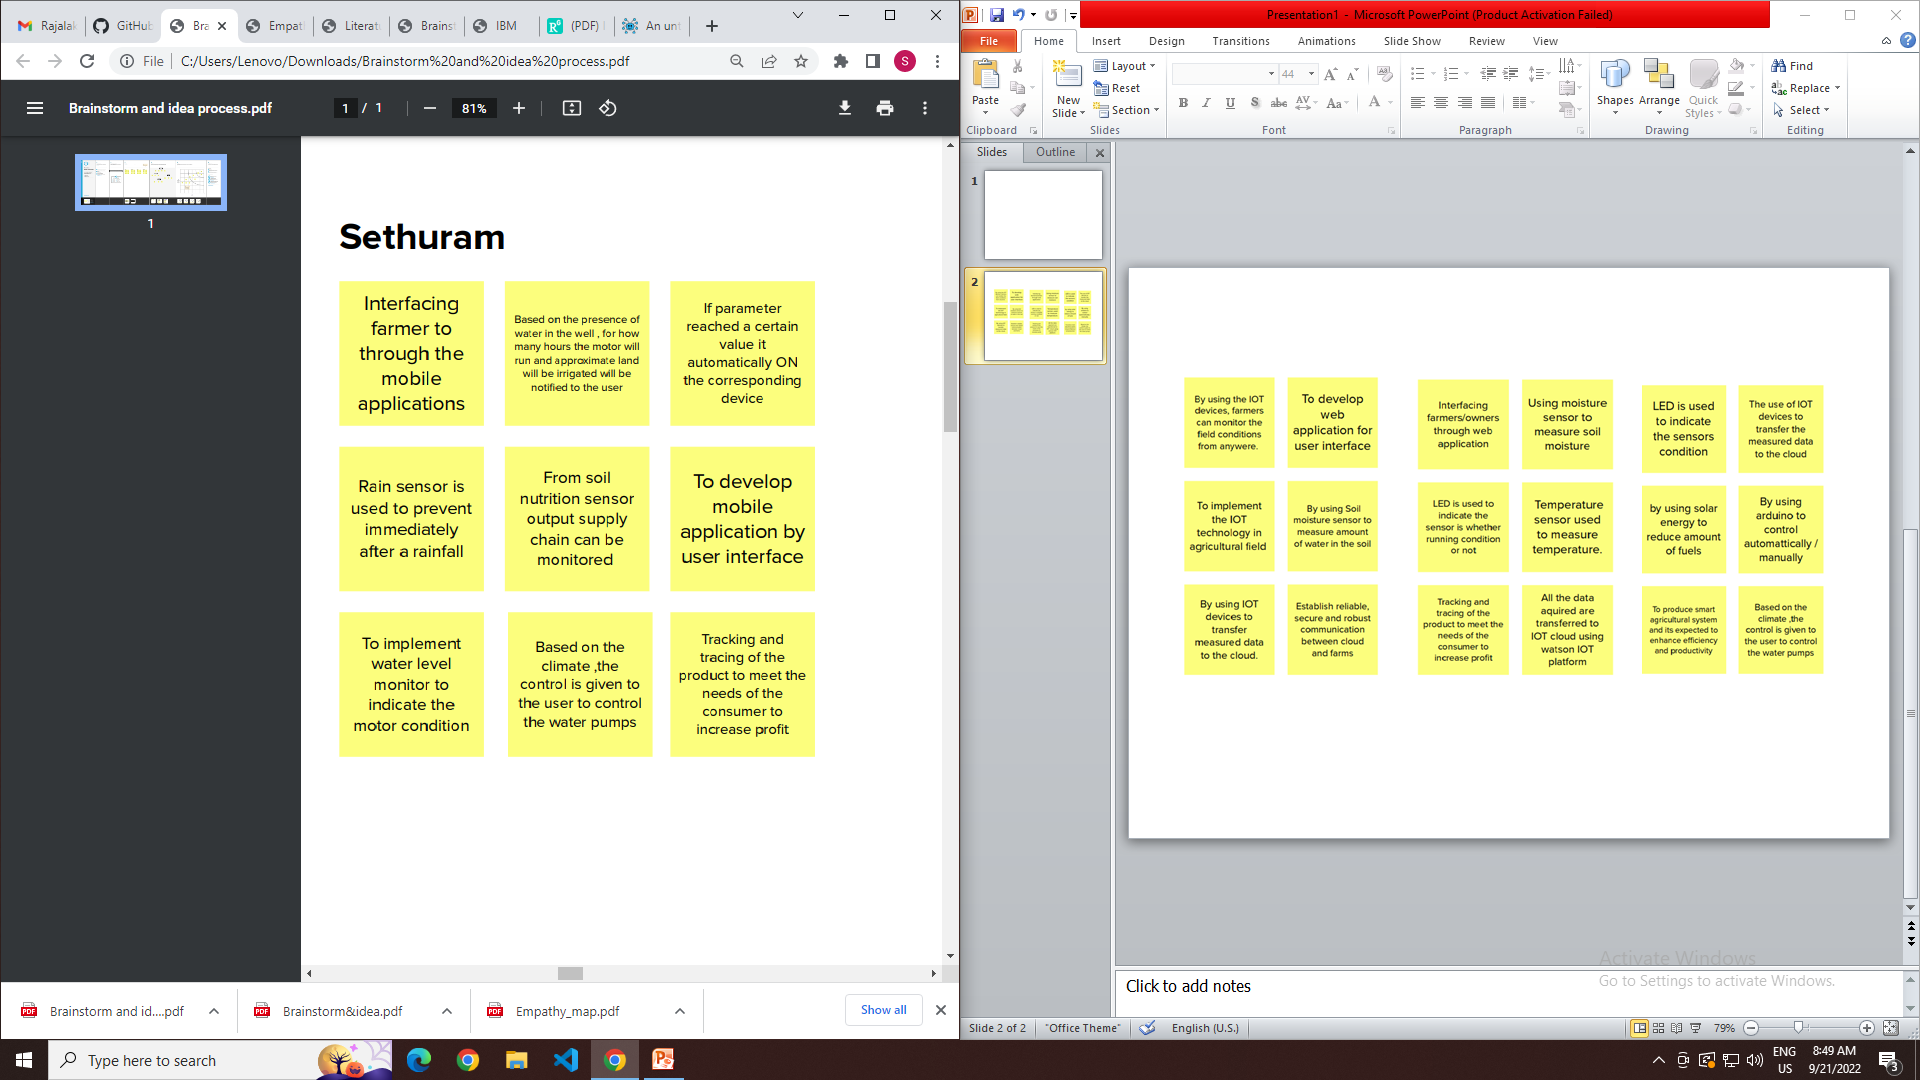 Rajalak
GitHub
Bra
Empath
Literat
Brainst
IBM
(PDF) I
An unt
File
C:/Users/Lenovo/Downloads/Brainstorm%20and%20idea%20process.pdf
S
Brainstorm and idea process.pdf
1 / 1
81%
1
Sethuram
Interfacing
farmer to
through the
mobile
applications
Based on the presence of
water in the well , for how
many hours the motor will
run and approximate land
will be irrigated will be
notified to the user
If parameter
reached a certain
value it
automatically ON
the corresponding
device
Rain sensor is
used to prevent
immediately
after a rainfall
From soil
nutrition sensor
output supply
chain can be
monitored
To develop
mobile
application by
user interface
To implement
water level
monitor to
indicate the
motor condition
Based on the
climate ,the
control is given to
the user to control
the water pumps
Tracking and
tracing of the
product to meet the
needs of the
consumer to
increase profit
Brainstorm and id....pdf
Brainstorm&idea.pdf
Empathy_map.pdf
Show all
Presentation1 - Microsoft PowerPoint (Product Activation Failed)
File
Home
Insert
Design
Transitions
Animations
Slide Show
Review
View
Paste
Clipboard
New
Slide
Layout
Reset
Section
Slides
44
B I U S abc AV Aa A
Font
Paragraph
Shapes
Arrange
Quick
Styles
Drawing
Find
Replace
Select
Editing
Slides
Outline
1
2
By using the IOT
devices, farmers
can monitor the
field conditions
from anywere.
To develop
web
application for
user interface
Interfacing
farmers/owners
through web
application
Using moisture
sensor to
measure soil
moisture
LED is used
to indicate
the sensors
condition
The use of IOT
devices to
transfer the
measured data
to the cloud
To implement
the IOT
technology in
agricultural field
By using Soil
moisture sensor to
measure amount
of water in the soil
LED is used to
indicate the
sensor is whether
running condition
or not
Temperature
sensor used
to measure
temperature.
by using solar
energy to
reduce amount
of fuels
By using
arduino to
control
automattically /
manually
By using IOT
devices to
transfer
measured data
to the cloud.
Establish reliable,
secure and robust
communication
between cloud
and farms
Tracking and
tracing of the
product to meet the
needs of the
consumer to
increase profit
All the data
aquired are
transferred to
IOT cloud using
watson IOT
platform
To produce smart
agricultural system
and its expected to
enhance efficiency
and productivity
Based on the
climate ,the
control is given to
the user to control
the water pumps
Activate Windows
Go to Settings to activate Windows.
Click to add notes
Slide 2 of 2
"Office Theme"
English (U.S.)
79%
Type here to search
ENG
US
8:49 AM
9/21/2022
3